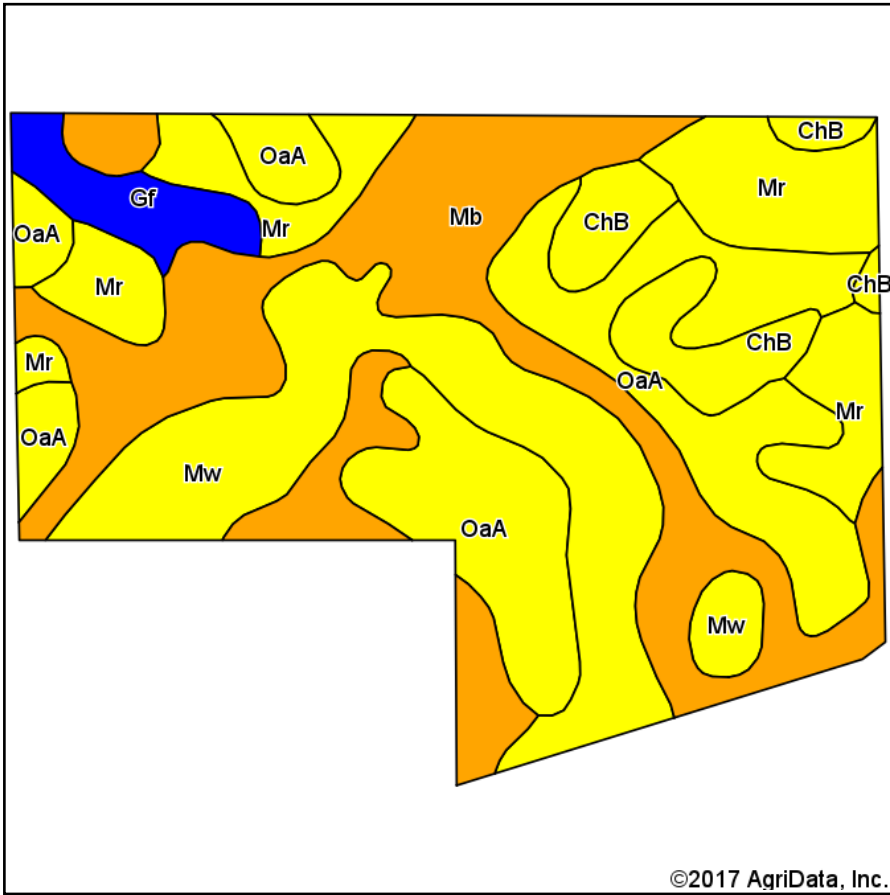 ChB
OaA
Mr
Gf
Mb
ChB
Mr
OaA
Mr
ChB
ChB
Mr
OaA
Mr
OaA
Mw
OaA
Mw
©2017 AgriData, Inc.